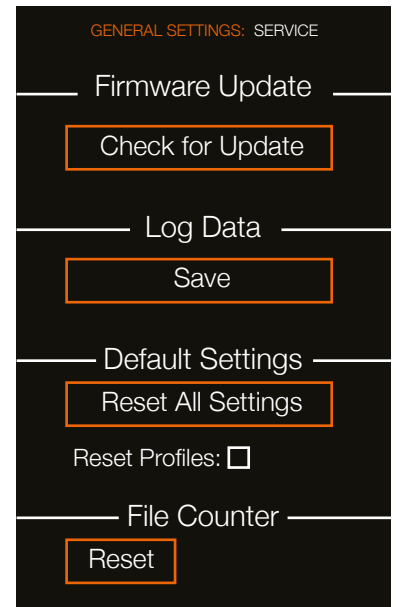 GENERAL SETTINGS: SERVICE
Firmware Update
Check for Update
Log Data
Save
Default Settings
Reset All Settings
Reset Profiles:
File Counter
Reset